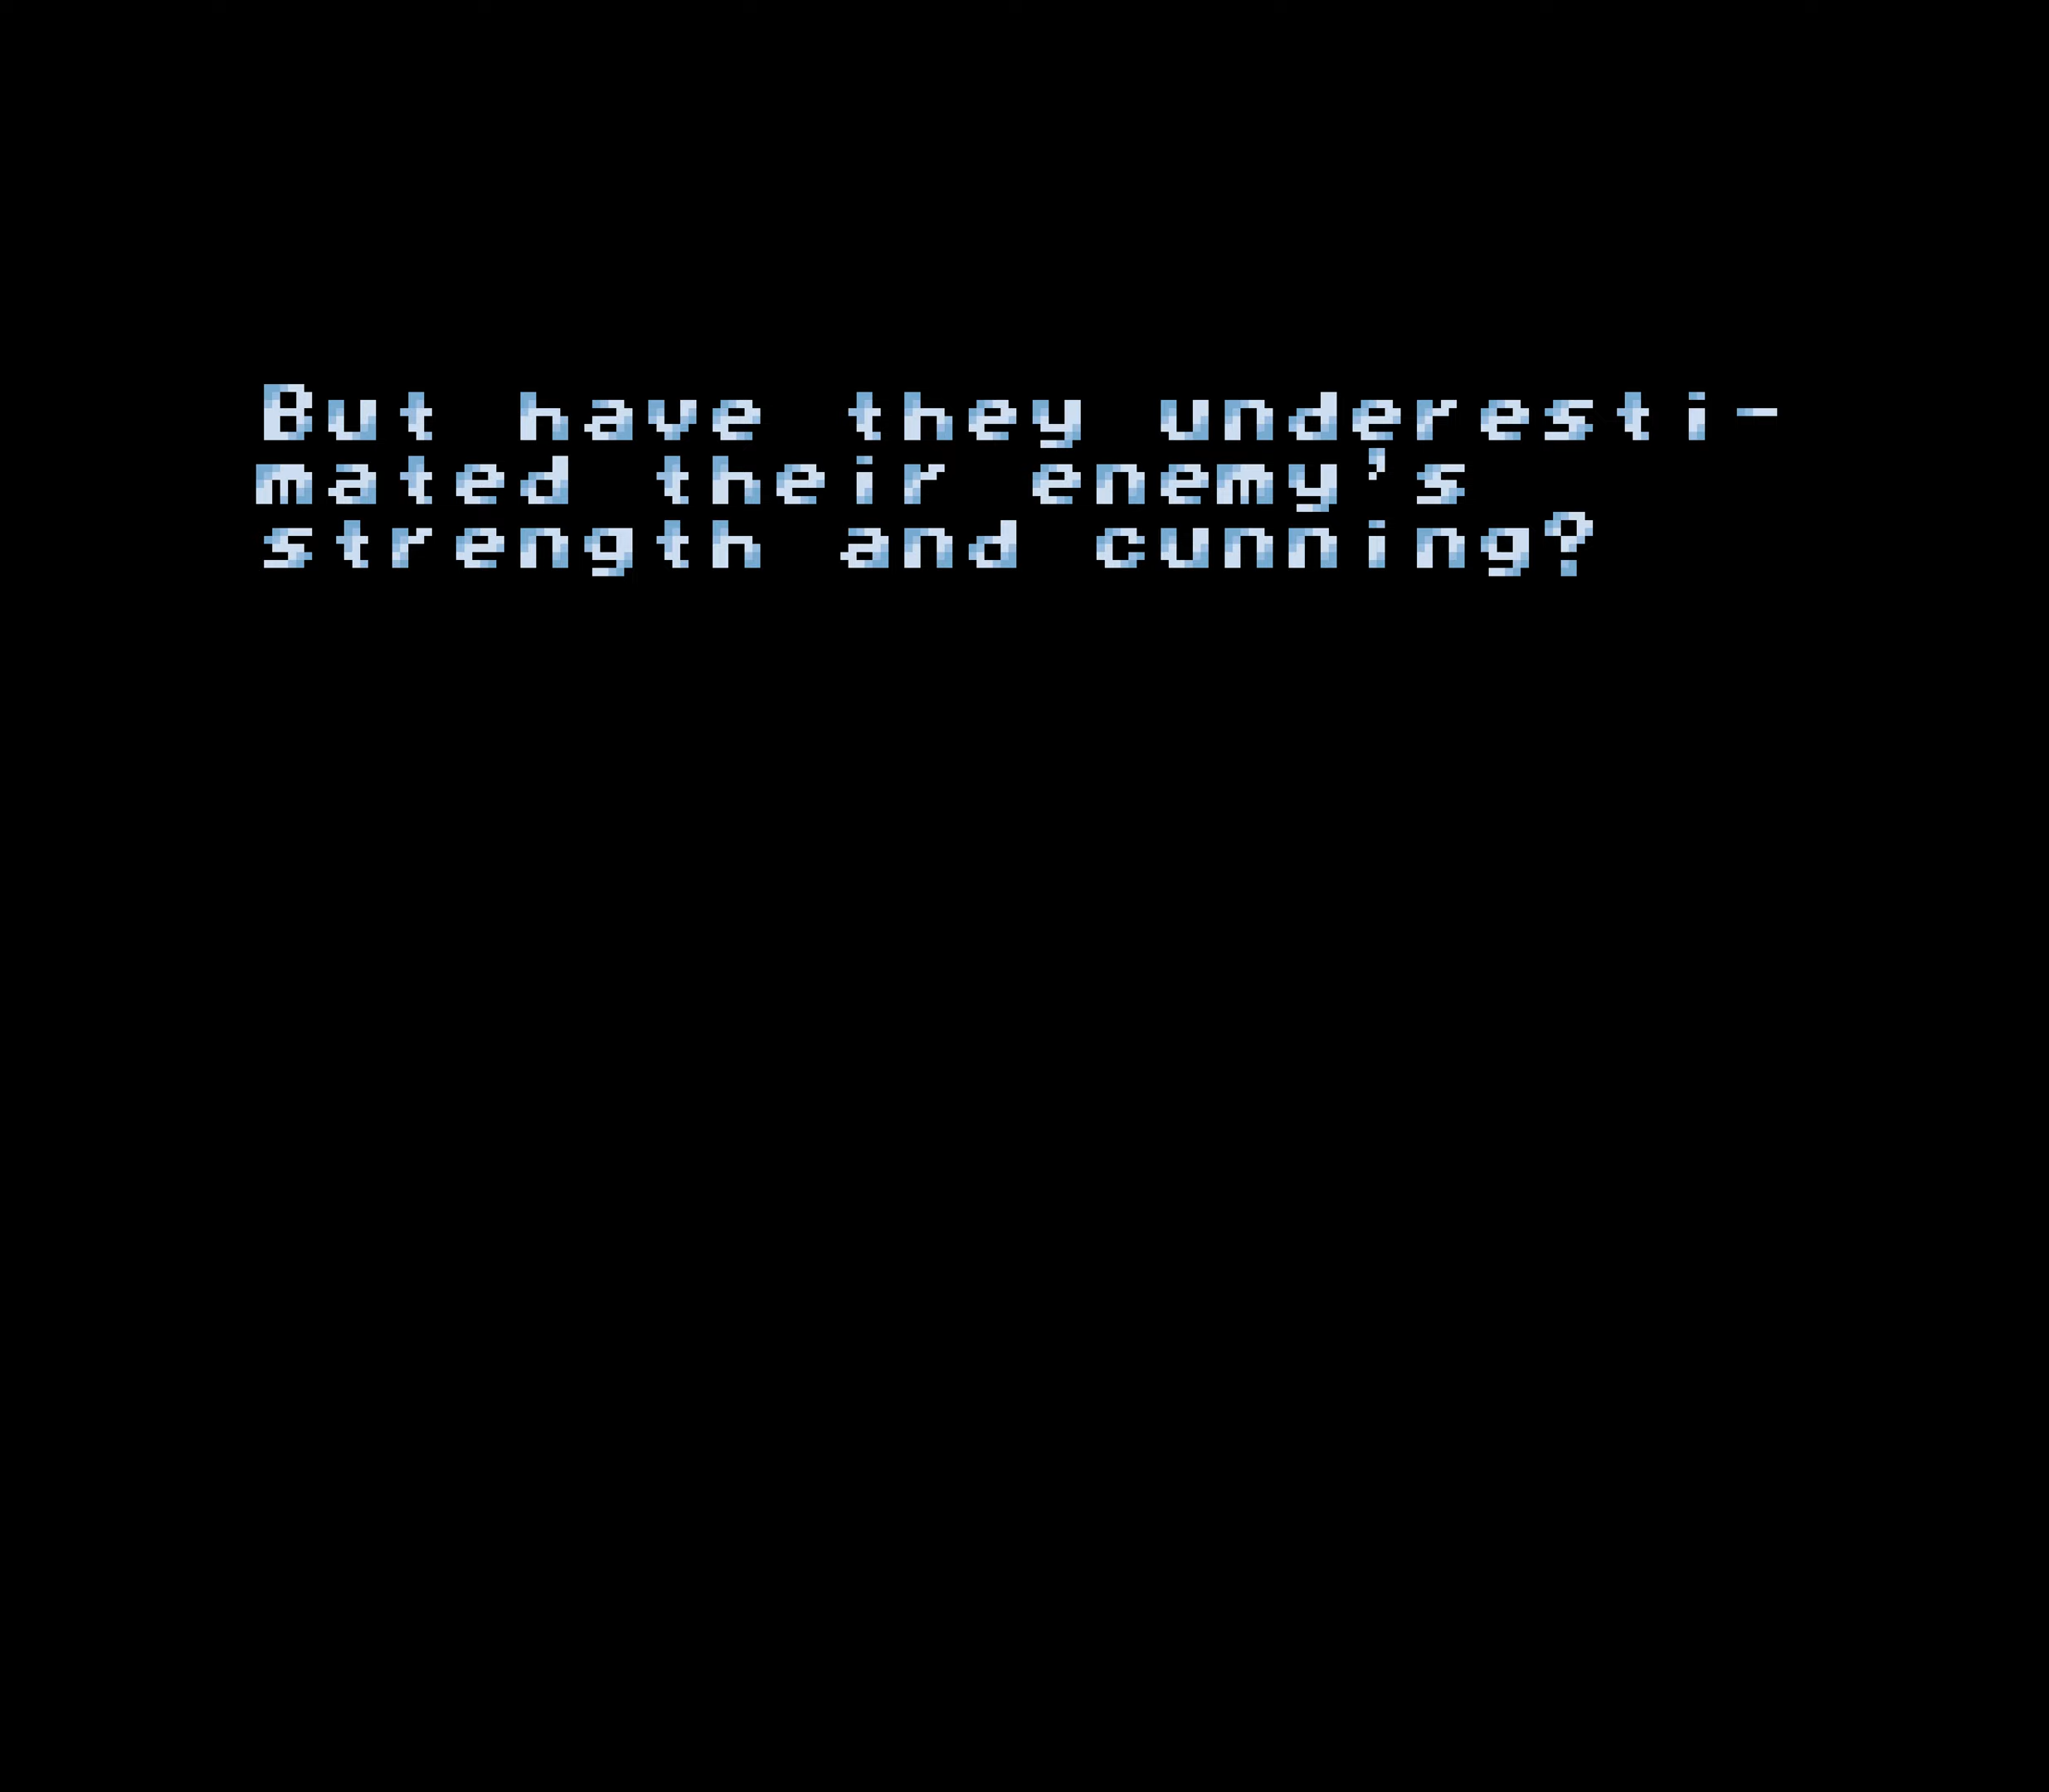 But have they underesti-
mated their enemy's
strength and cunning?